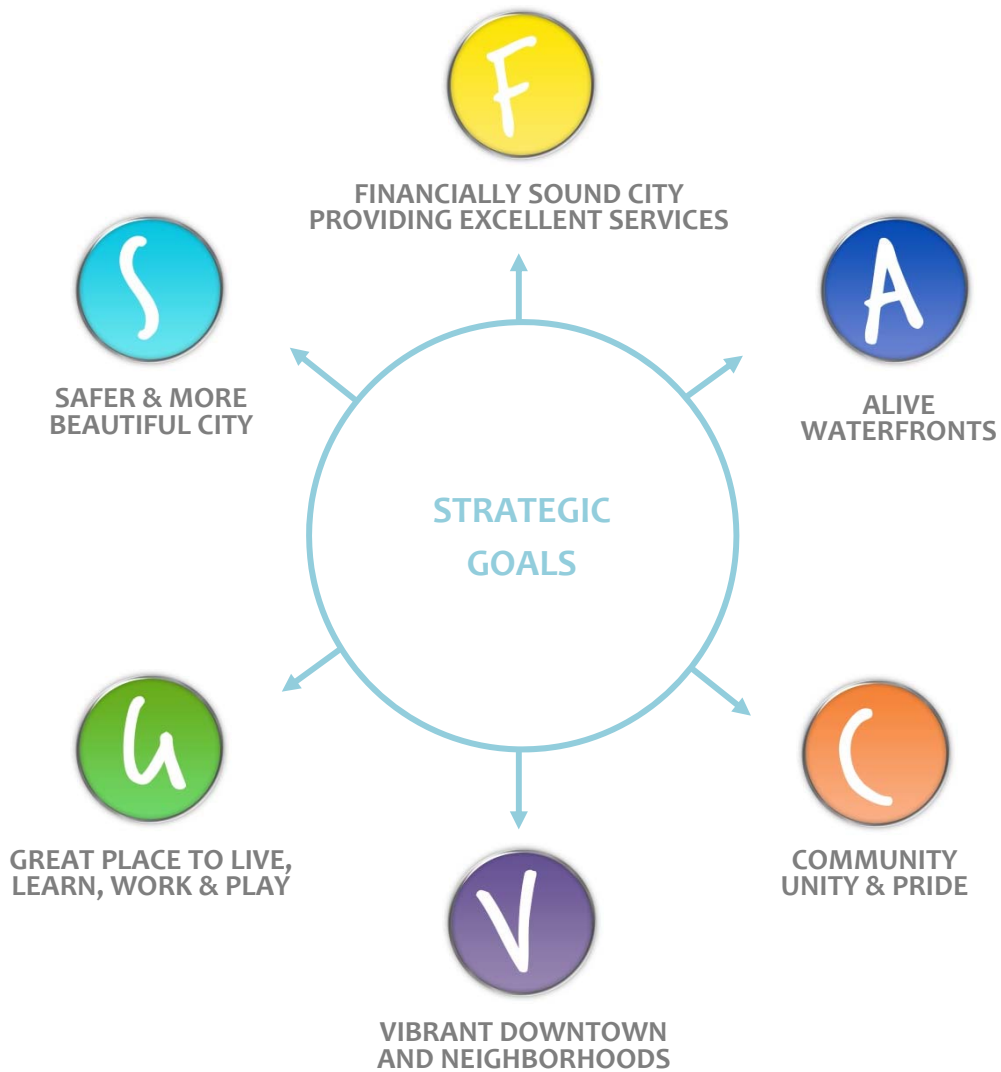 F
FINANCIALLY SOUND CITY
PROVIDING EXCELLENT SERVICES
S
SAFER & MORE
BEAUTIFUL CITY
A
ALIVE
WATERFRONTS
STRATEGIC
GOALS
G
GREAT PLACE TO LIVE,
LEARN, WORK & PLAY
C
COMMUNITY
UNITY & PRIDE
V
VIBRANT DOWNTOWN
AND NEIGHBORHOODS